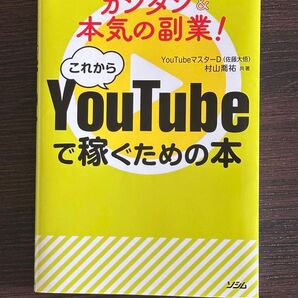 カンタン&
本気の副業！
これから
YouTubeマスターD（佐藤大悟）
村山喬祐 共著
YouTube
で稼ぐための本
ソシム